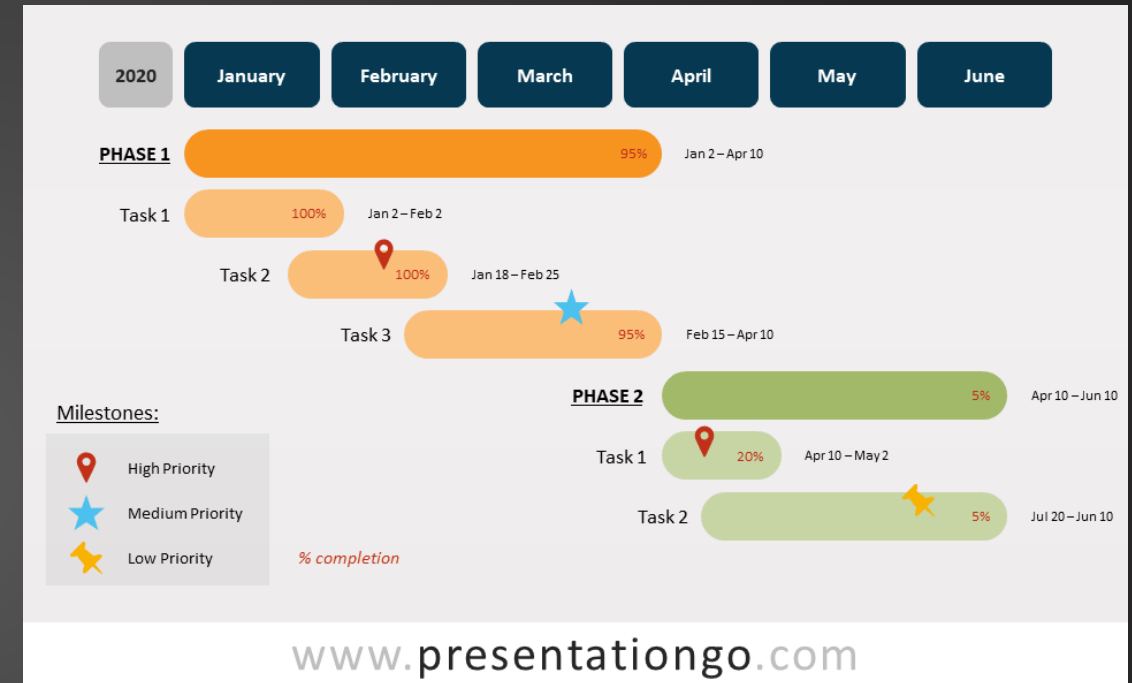 2020 January February March April May June
PHASE 1 95% Jan 2 – Apr 10
Task 1 100% Jan 2 – Feb 2
Task 2 100% Jan 18 – Feb 25
Task 3 95% Feb 15 – Apr 10
PHASE 2 5% Apr 10 – Jun 10
Milestones:
Task 1 20% Apr 10 – May 2
High Priority
Medium Priority
Task 2 5% Jul 20 – Jun 10
Low Priority
% completion
www.presentationgo.com